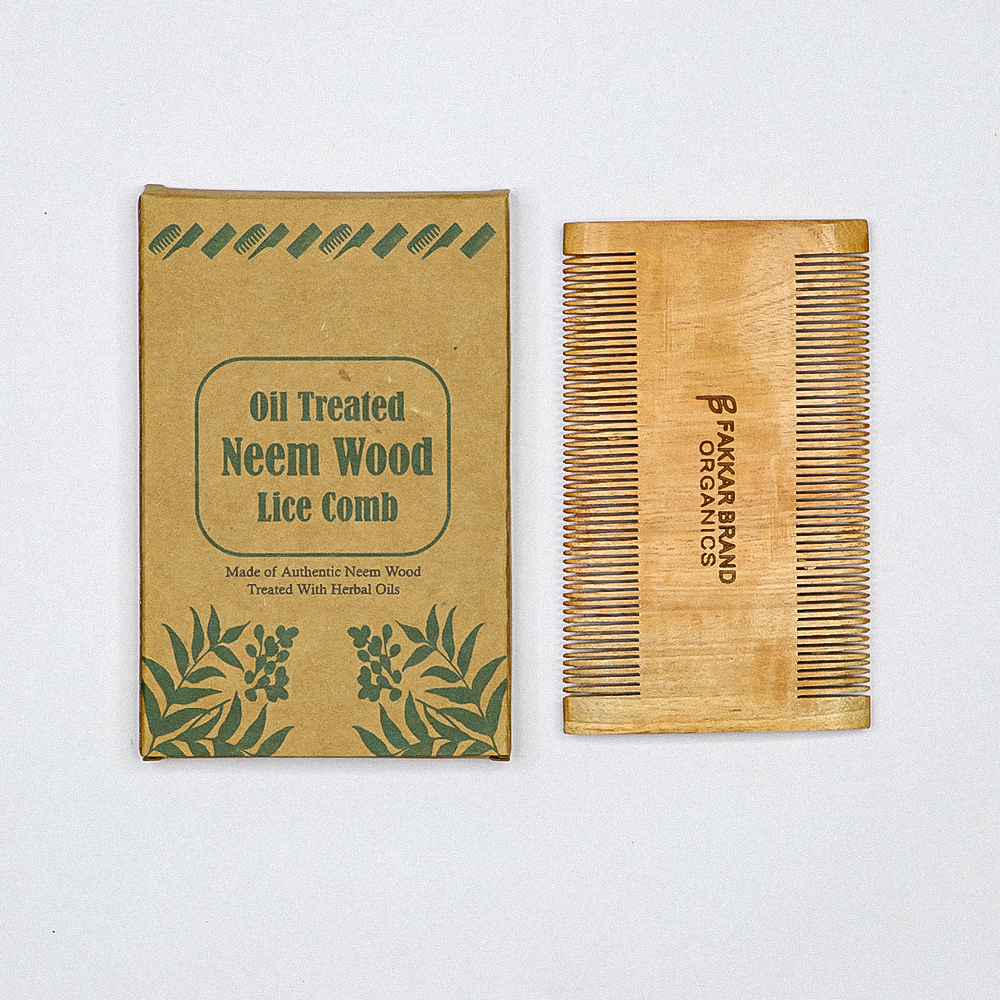 Oil Treated
Neem Wood
Lice Comb
Made of Authentic Neem Wood
Treated With Herbal Oils
FAKKAR BRAND
ORGANICS